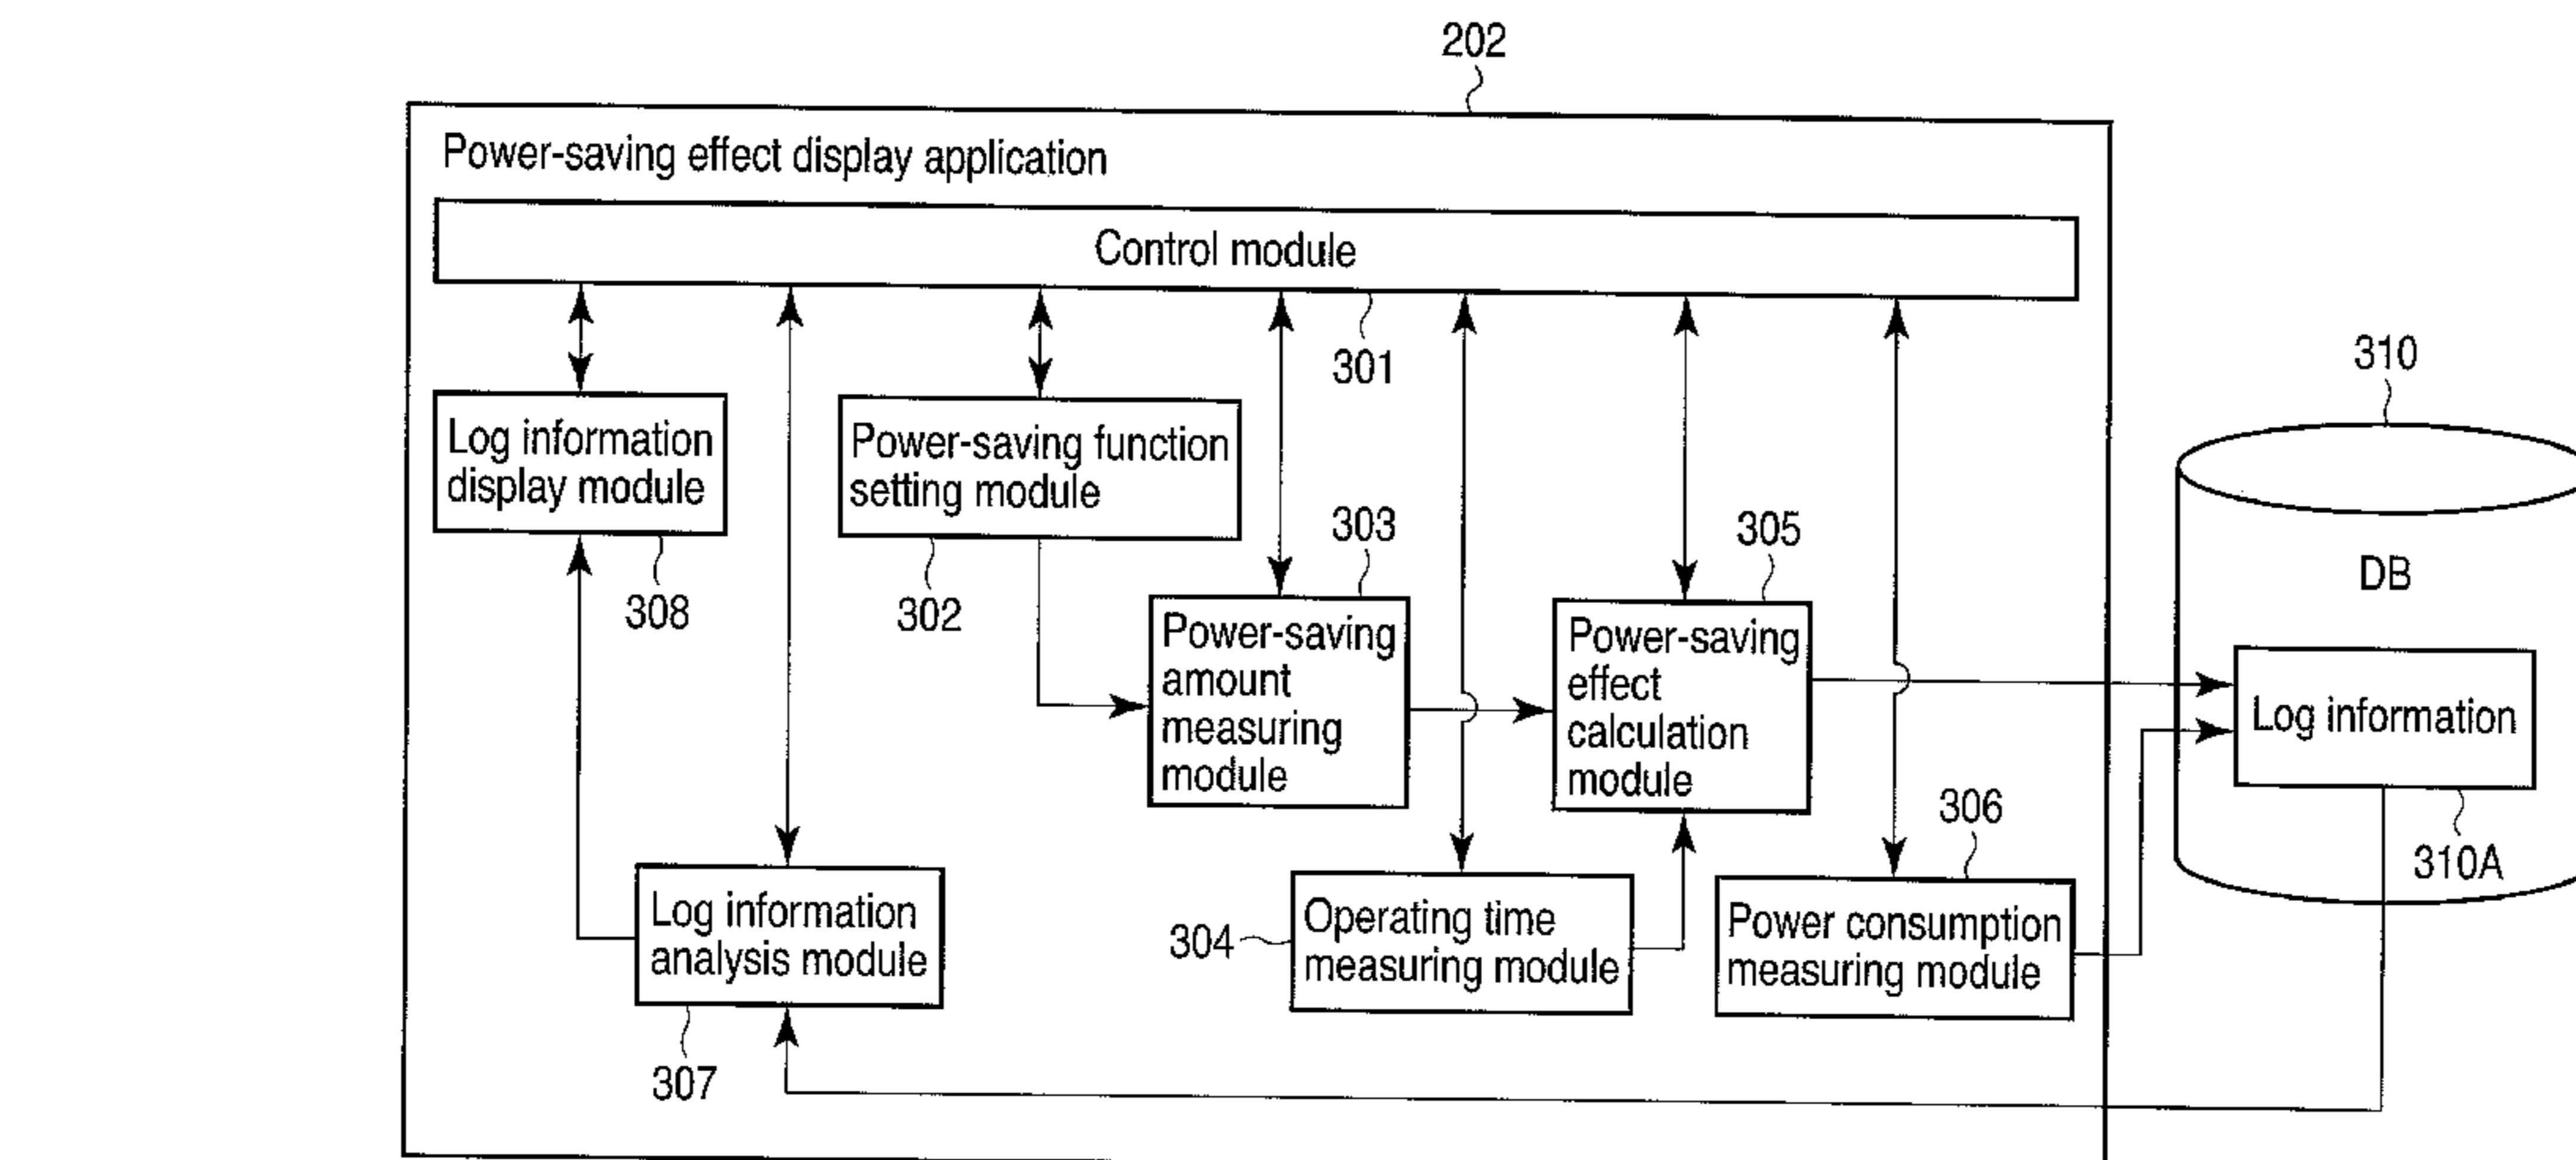 202
Power-saving effect display application
Control module
301
310
Log information
display module
308
Power-saving function
setting module
302
303
Power-saving
amount
measuring
module
305
Power-saving
effect
calculation
module
DB
Log information
310A
306
Power consumption
measuring module
304
Operating time
measuring module
Log information
analysis module
307